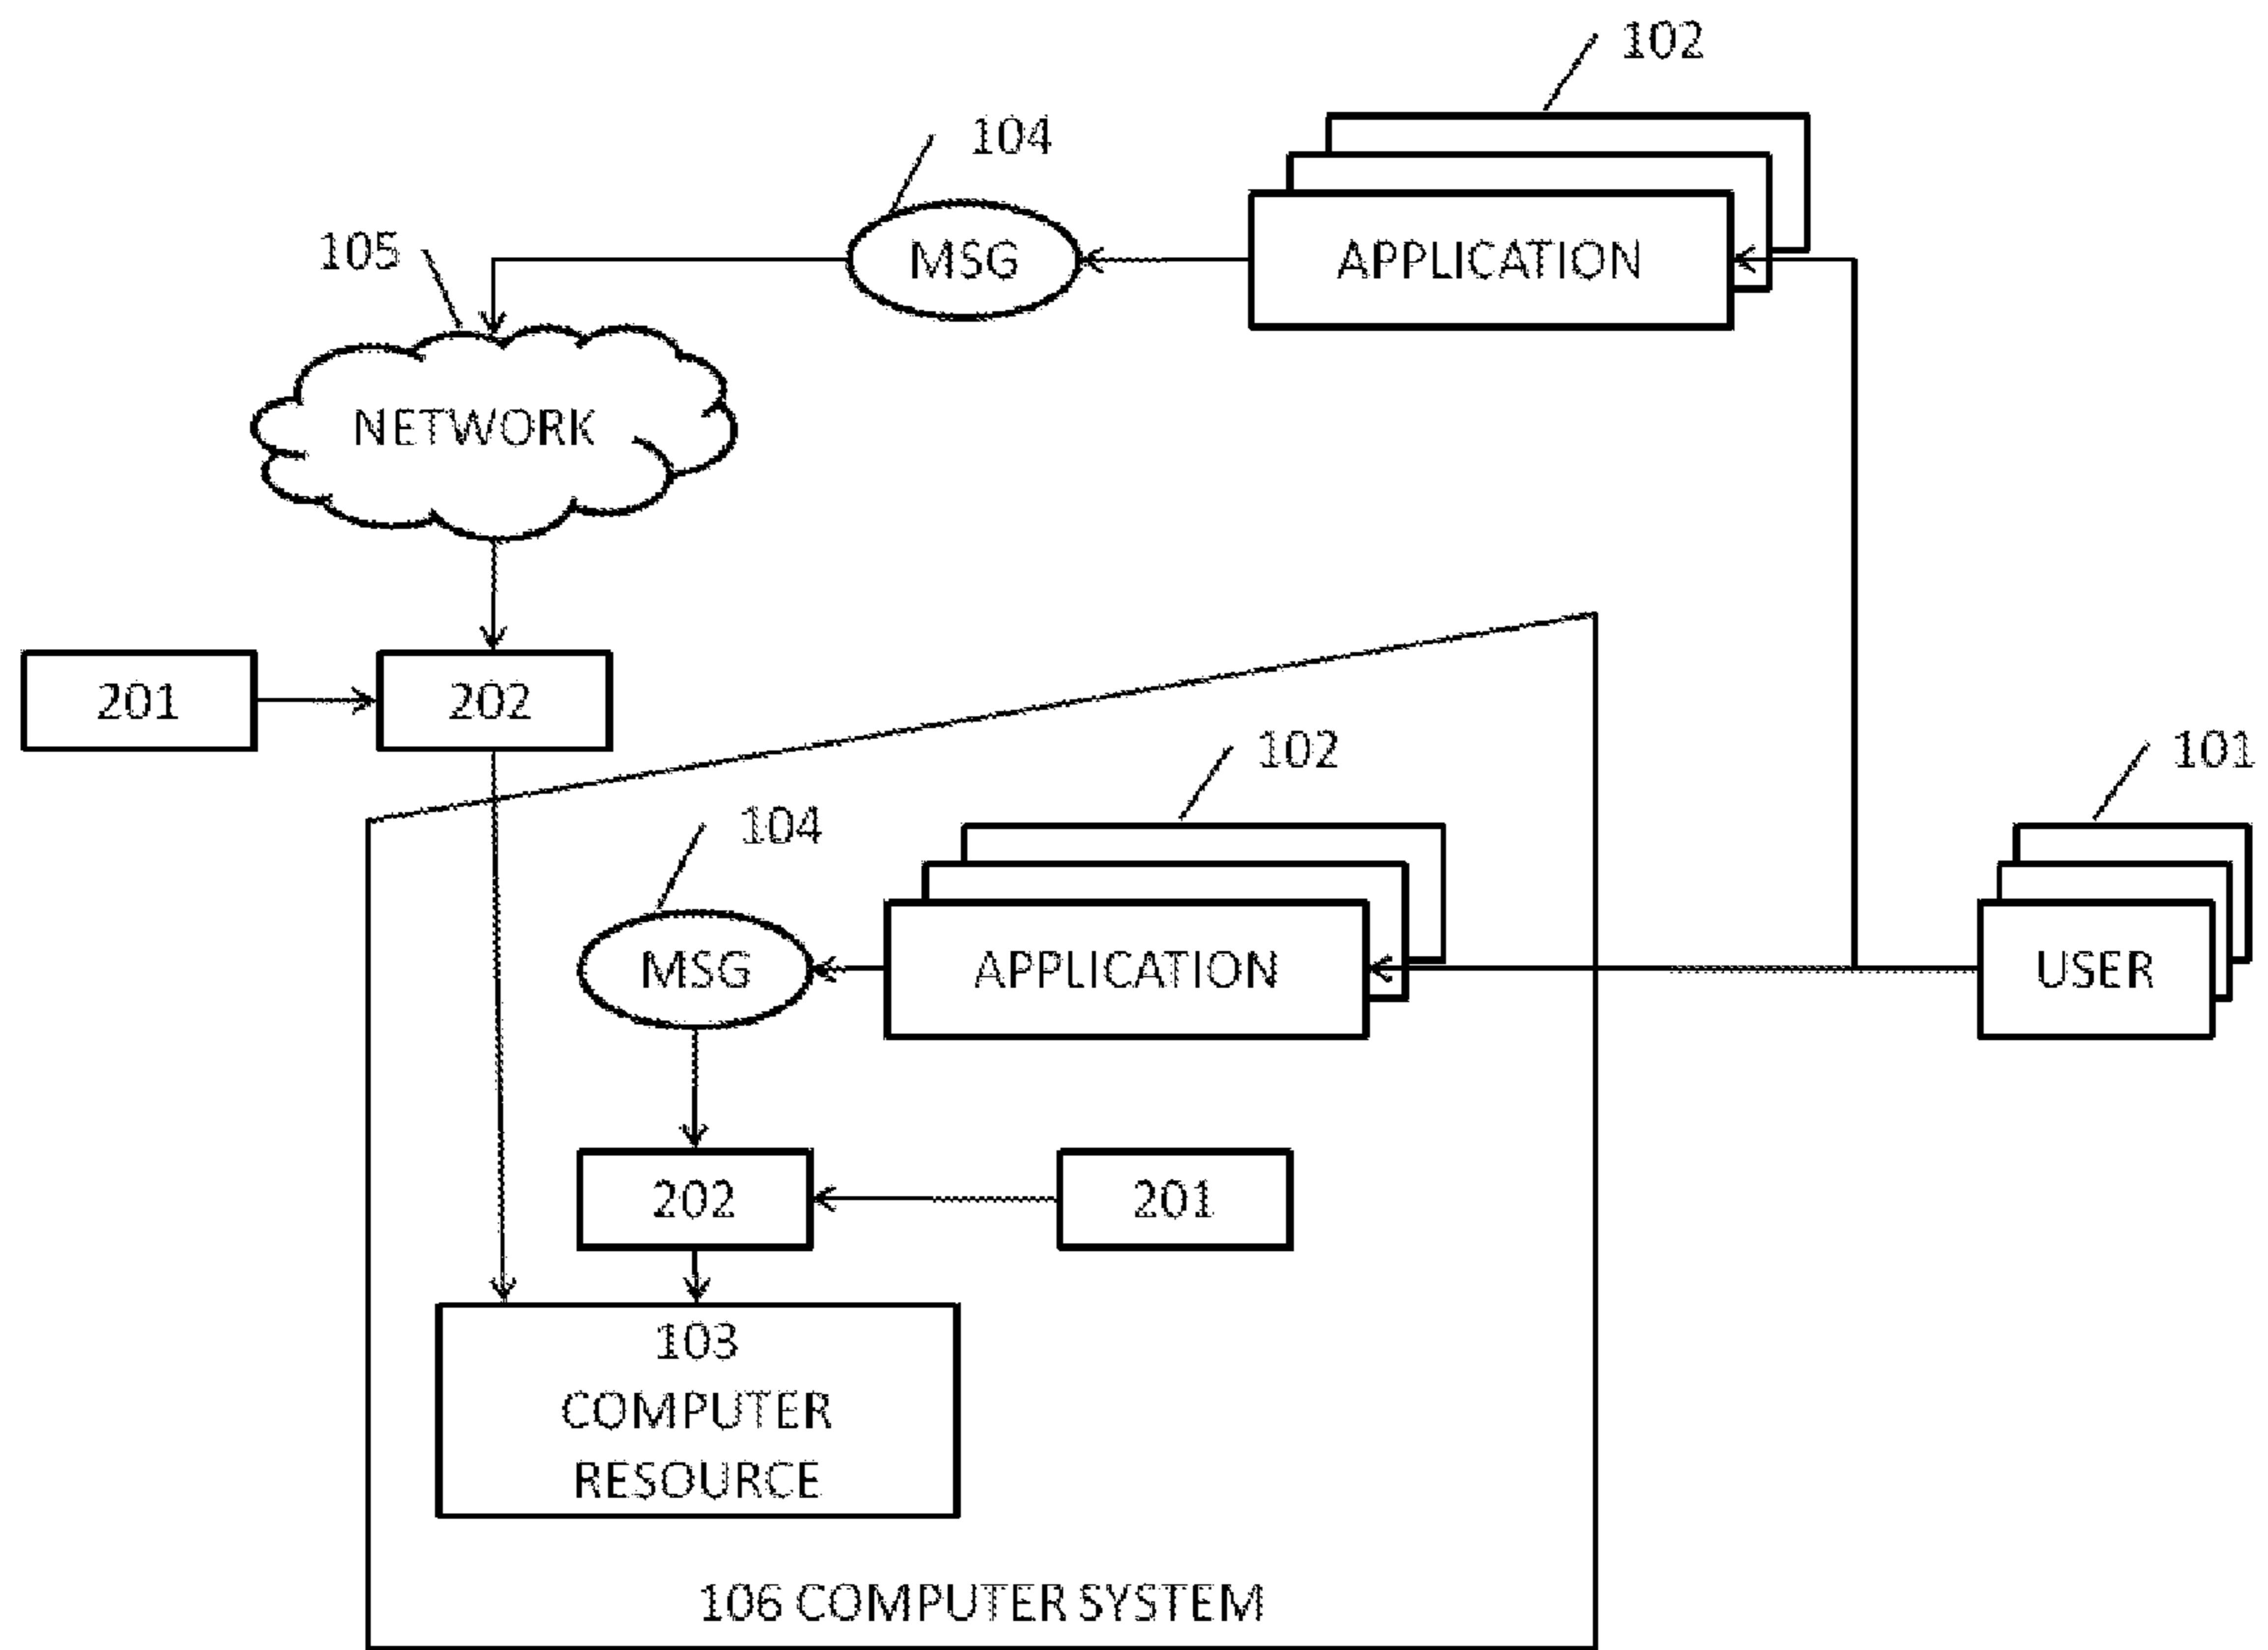 102
104
105
MSG
APPLICATION
NETWORK
201
202
102
101
104
MSG
APPLICATION
USER
202
201
103
COMPUTER
RESOURCE
106 COMPUTER SYSTEM